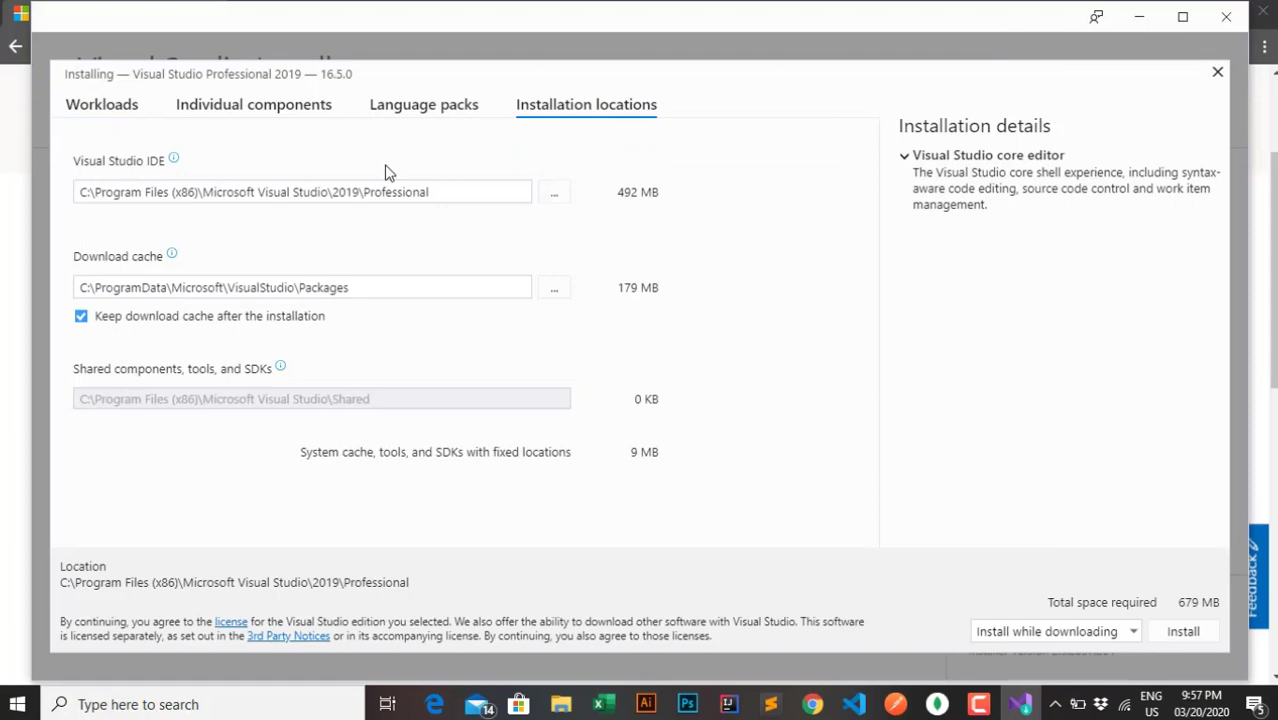 Installing — Visual Studio Professional 2019 — 16.5.0
Workloads
Individual components
Language packs
Installation locations
Visual Studio IDE
C:\Program Files (x86)\Microsoft Visual Studio\2019\Professional
...
492 MB
Download cache
C:\ProgramData\Microsoft\VisualStudio\Packages
...
179 MB
Keep download cache after the installation
Shared components, tools, and SDKs
C:\Program Files (x86)\Microsoft Visual Studio\Shared
0 KB
System cache, tools, and SDKs with fixed locations
9 MB
Installation details
Visual Studio core editor
The Visual Studio core shell experience, including syntax-
aware code editing, source code control and work item
management.
Location
C:\Program Files (x86)\Microsoft Visual Studio\2019\Professional
By continuing, you agree to the license for the Visual Studio edition you selected. We also offer the ability to download other software with Visual Studio. This software
is licensed separately, as set out in the 3rd Party Notices or in its accompanying license. By continuing, you also agree to those licenses.
Total space required
679 MB
Install while downloading
Install
Feedback
Type here to search
14
Ai
Ps
ENG
US
9:57 PM
03/20/2020
5